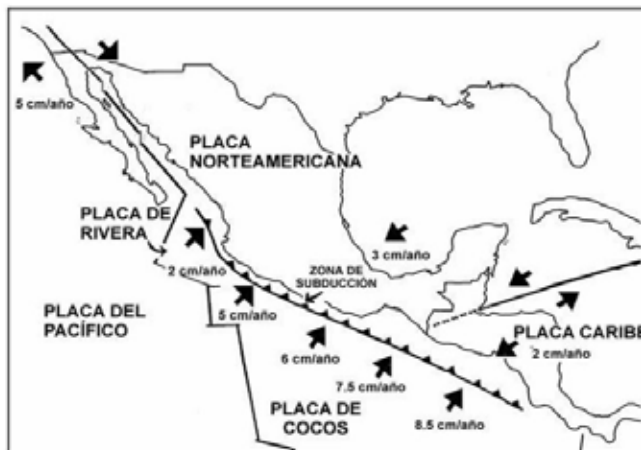 5 cm/año
PLACA
NORTEAMERICANA
PLACA DE
RIVERA
3 cm/año
2 cm/año
ZONA DE
SUBDUCCIÓN
PLACA DEL
PACÍFICO
5 cm/año
PLACA CARIBE
2 cm/año
6 cm/año
7.5 cm/año
PLACA DE
COCOS
8.5 cm/año